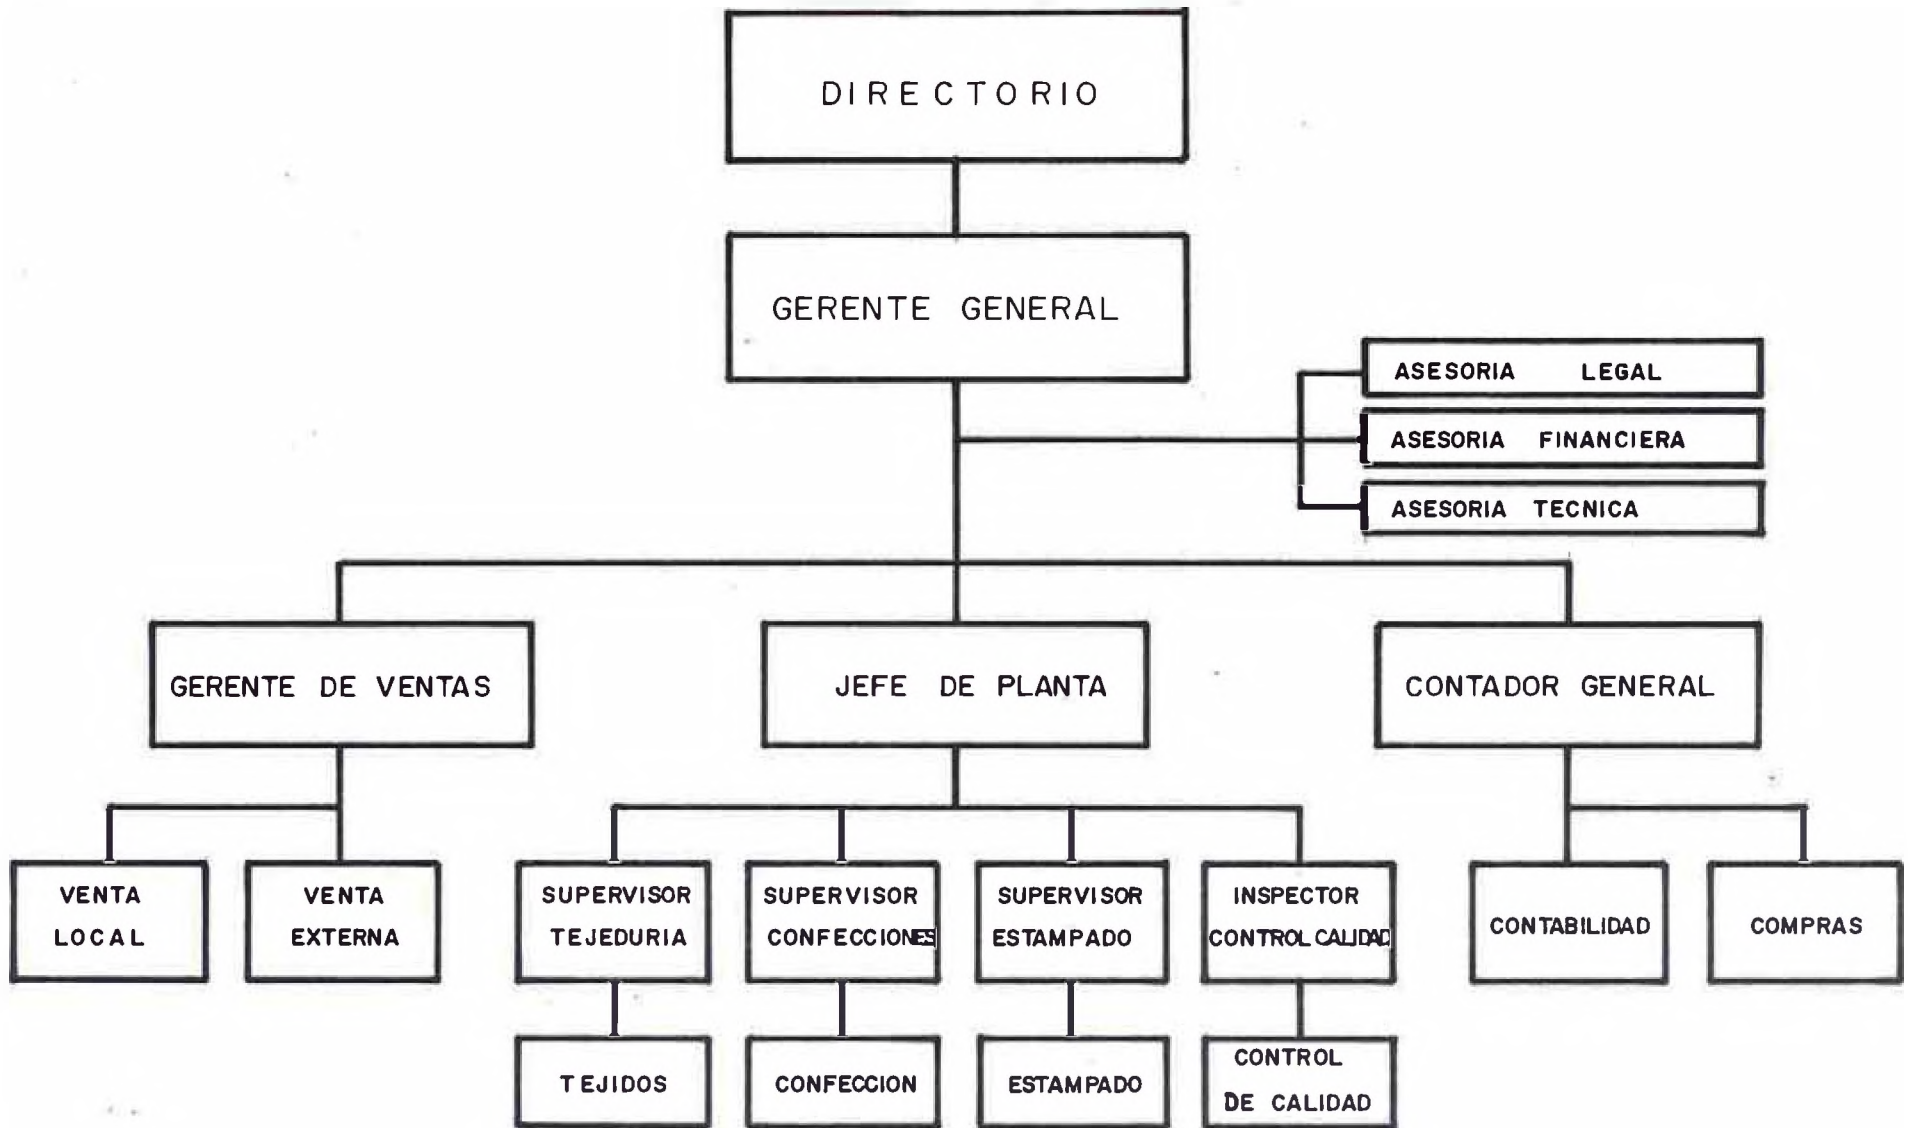 DIRECTORIO
GERENTE GENERAL
ASESORIA LEGAL
ASESORIA FINANCIERA
ASESORIA TECNICA
GERENTE DE VENTAS
JEFE DE PLANTA
CONTADOR GENERAL
VENTA
LOCAL
VENTA
EXTERNA
SUPERVISOR
TEJEDURIA
SUPERVISOR
CONFECCIONES
SUPERVISOR
ESTAMPADO
INSPECTOR
CONTROL CALIDAD
CONTABILIDAD
COMPRAS
TEJIDOS
CONFECCION
ESTAMPADO
CONTROL
DE CALIDAD